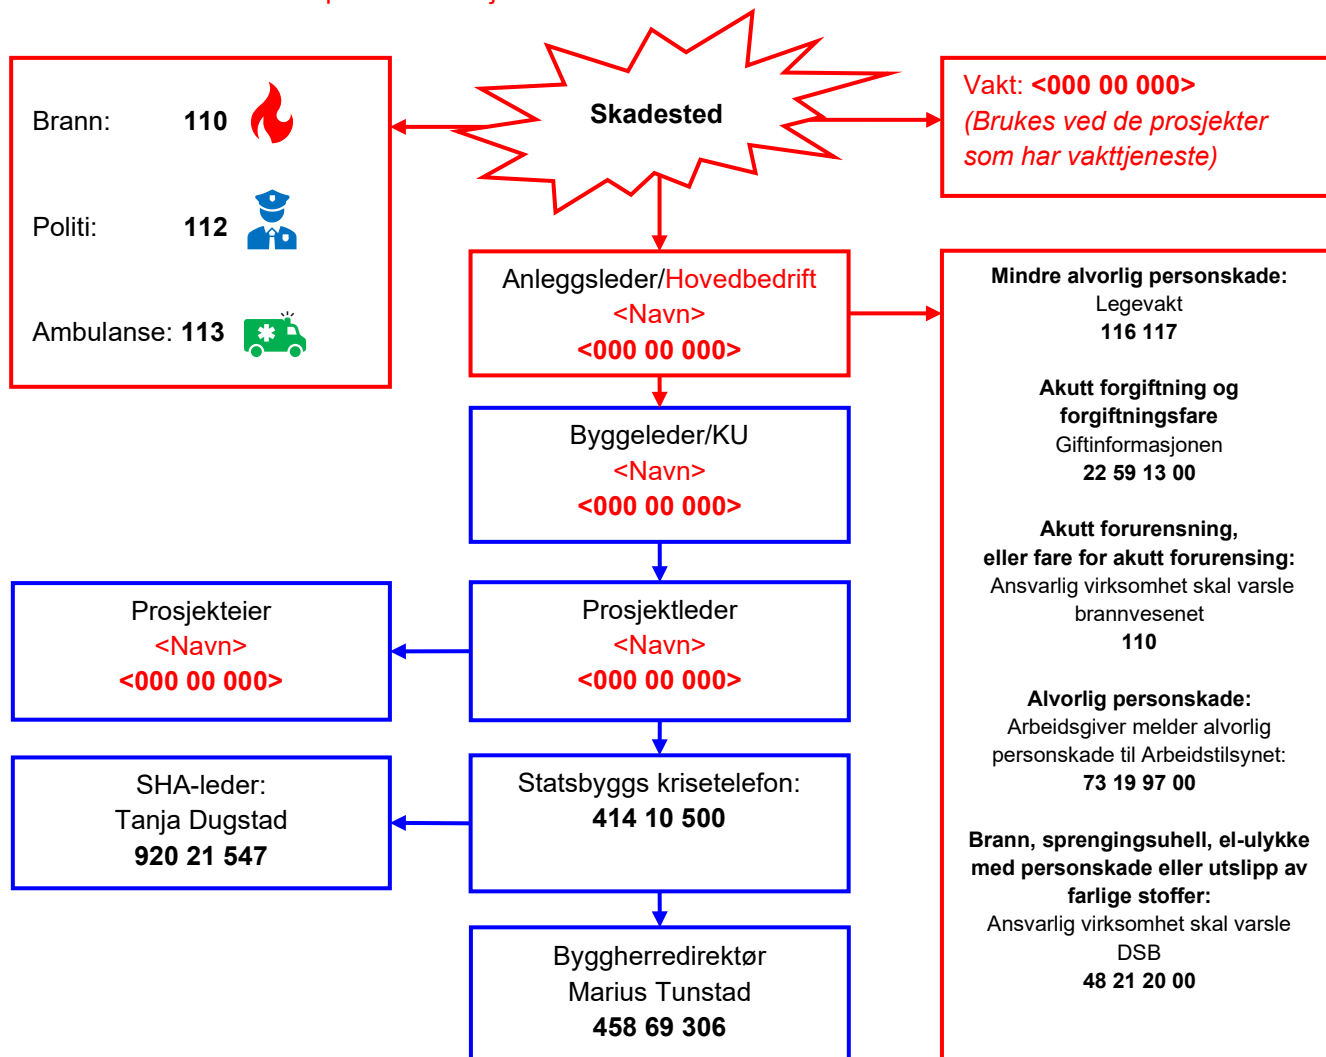 Skadested
Brann: 110
Politi: 112
Ambulanse: 113
Vakt: <000 00 000>
(Brukes ved de prosjekter
som har vakttjeneste)
Anleggsleder/Hovedbedrift
<Navn>
<000 00 000>
Byggeleder/KU
<Navn>
<000 00 000>
Prosjekteier
<Navn>
<000 00 000>
Prosjektleder
<Navn>
<000 00 000>
SHA-leder:
Tanja Dugstad
920 21 547
Statsbyggs krisetelefon:
414 10 500
Byggherredirektør
Marius Tunstad
458 69 306
Mindre alvorlig personskade:
Legevakt
116 117
Akutt forgiftning og
forgiftningsfare
Giftinformasjonen
22 59 13 00
Akutt forurensning,
eller fare for akutt forurensing:
Ansvarlig virksomhet skal varsle
brannvesenet
110
Alvorlig personskade:
Arbeidsgiver melder alvorlig
personskade til Arbeidstilsynet:
73 19 97 00
Brann, sprengingsuhell, el-ulykke
med personskade eller utslipp av
farlige stoffer:
Ansvarlig virksomhet skal varsle
DSB
48 21 20 00